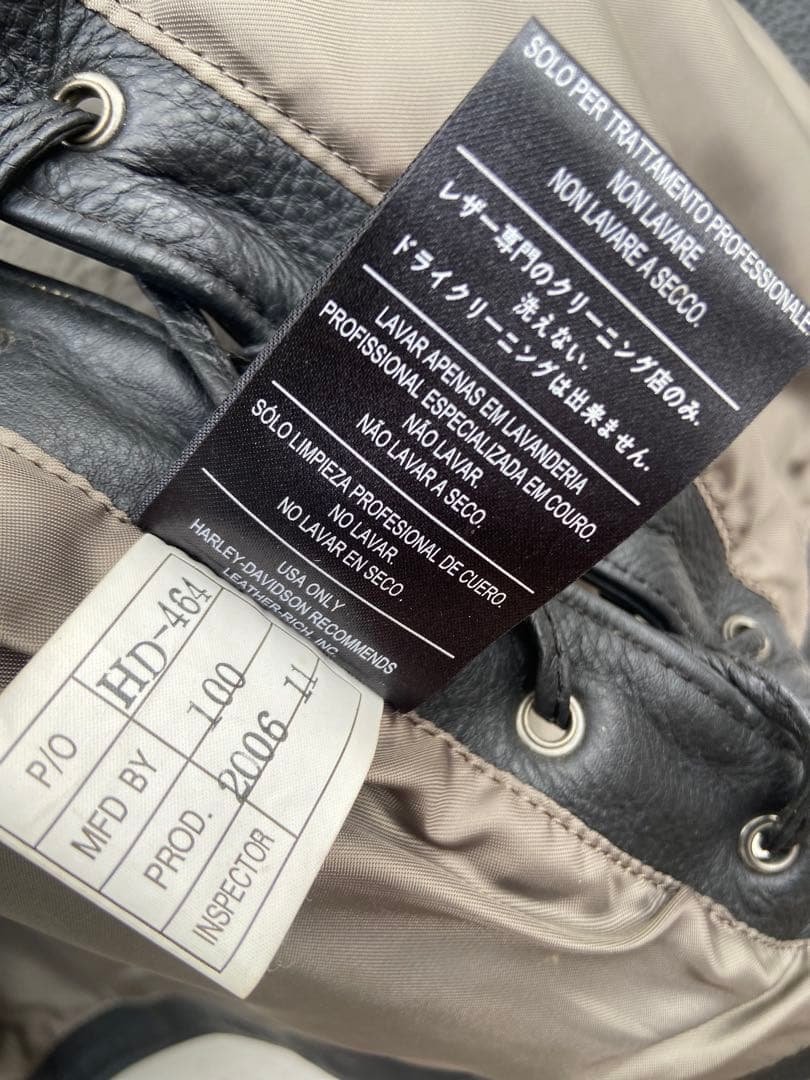 SOLO PER TRATTAMENTO PROFESSIONALE.
NON LAVARE.
NON LAVARE A SECCO.
レザー専門のクリーニング店のみ.
洗えない.
ドライクリーニングは出来ません.
LAVAR APENAS EM LAVANDERIA
PROFISSIONAL ESPECIALIZADA EM COURO.
NÃO LAVAR.
NÃO LAVAR A SECO.
SÓLO LIMPIEZA PROFESIONAL DE CUERO.
NO LAVAR.
NO LAVAR EN SECO.
USA ONLY
HARLEY-DAVIDSON RECOMMENDS
LEATHER-RICH, INC.
P/O HD-464
MFD BY 100
PROD. 2006 11
INSPECTOR